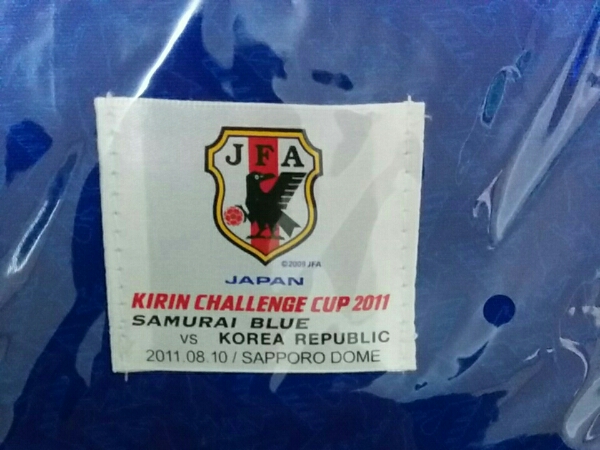 JFA
©2009 JFA
JAPAN
KIRIN CHALLENGE CUP 2011
SAMURAI BLUE
VS KOREA REPUBLIC
2011.08.10 / SAPPORO DOME